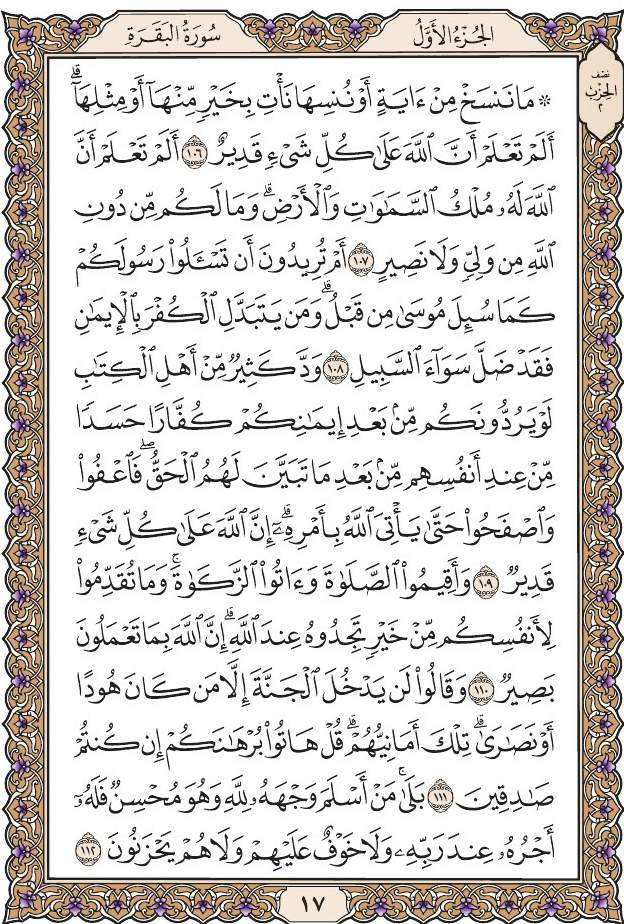 سُورَةُ البَقَرَةِ
الجُزْءُ الأَوَّلُ
نصف
الحِزْب
٢
۞ مَا نَنسَخۡ مِنۡ ءَايَةٍ أَوۡ نُنسِهَا نَأۡتِ بِخَيۡرٖ مِّنۡهَآ أَوۡ مِثۡلِهَآۗ
أَلَمۡ تَعۡلَمۡ أَنَّ ٱللَّهَ عَلَىٰ كُلِّ شَيۡءٖ قَدِيرٌ ١٠٦ أَلَمۡ تَعۡلَمۡ أَنَّ
ٱللَّهَ لَهُۥ مُلۡكُ ٱلسَّمَٰوَٰتِ وَٱلۡأَرۡضِۗ وَمَا لَكُم مِّن دُونِ
ٱللَّهِ مِن وَلِيّٖ وَلَا نَصِيرٍ ١٠٧ أَمۡ تُرِيدُونَ أَن تَسۡـَٔلُواْ رَسُولَكُمۡ
كَمَا سُئِلَ مُوسَىٰ مِن قَبۡلُۗ وَمَن يَتَبَدَّلِ ٱلۡكُفۡرَ بِٱلۡإِيمَٰنِ
فَقَدۡ ضَلَّ سَوَآءَ ٱلسَّبِيلِ ١٠٨ وَدَّ كَثِيرٞ مِّنۡ أَهۡلِ ٱلۡكِتَٰبِ
لَوۡ يَرُدُّونَكُم مِّنۢ بَعۡدِ إِيمَٰنِكُمۡ كُفَّارًا حَسَدٗا
مِّنۡ عِندِ أَنفُسِهِم مِّنۢ بَعۡدِ مَا تَبَيَّنَ لَهُمُ ٱلۡحَقُّۖ فَٱعۡفُواْ
وَٱصۡفَحُواْ حَتَّىٰ يَأۡتِيَ ٱللَّهُ بِأَمۡرِهِۦٓۗ إِنَّ ٱللَّهَ عَلَىٰ كُلِّ شَيۡءٖ
قَدِيرٞ ١٠٩ وَأَقِيمُواْ ٱلصَّلَوٰةَ وَءَاتُواْ ٱلزَّكَوٰةَۚ وَمَا تُقَدِّمُواْ
لِأَنفُسِكُم مِّنۡ خَيۡرٖ تَجِدُوهُ عِندَ ٱللَّهِۗ إِنَّ ٱللَّهَ بِمَا تَعۡمَلُونَ
بَصِيرٞ ١١٠ وَقَالُواْ لَن يَدۡخُلَ ٱلۡجَنَّةَ إِلَّا مَن كَانَ هُودًا
أَوۡ نَصَٰرَىٰۗ تِلۡكَ أَمَانِيُّهُمۡۗ قُلۡ هَاتُواْ بُرۡهَٰنَكُمۡ إِن كُنتُمۡ
صَٰدِقِينَ ١١١ بَلَىٰۚ مَنۡ أَسۡلَمَ وَجۡهَهُۥ لِلَّهِ وَهُوَ مُحۡسِنٞ فَلَهُۥٓ
أَجۡرُهُۥ عِندَ رَبِّهِۦ وَلَا خَوۡفٌ عَلَيۡهِمۡ وَلَا هُمۡ يَحۡزَنُونَ ١١٢
١٧